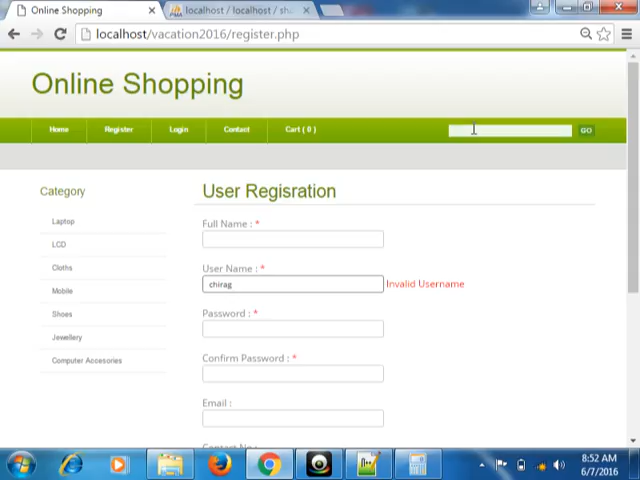 Online Shopping
localhost / localhost / sh
localhost/vacation2016/register.php
Online Shopping
Home
Register
Login
Contact
Cart ( 0 )
GO
Category
Laptop
LCD
Cloths
Mobile
Shoes
Jewellery
Computer Accesories
User Regisration
Full Name : *
User Name : *
chirag
Invalid Username
Password : *
Confirm Password : *
Email :
8:52 AM
6/7/2016